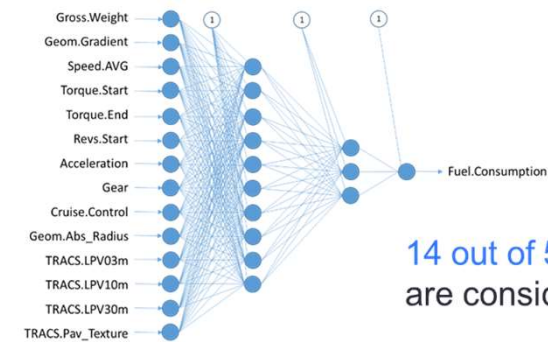 Gross.Weight
Geom.Gradient
Speed.AVG
Torque.Start
Torque.End
Revs.Start
Acceleration
Gear
Cruise.Control
Geom.Abs_Radius
TRACS.LPV03m
TRACS.LPV10m
TRACS.LPV30m
TRACS.Pav_Texture
1
1
1
Fuel.Consumption
14 out of
are